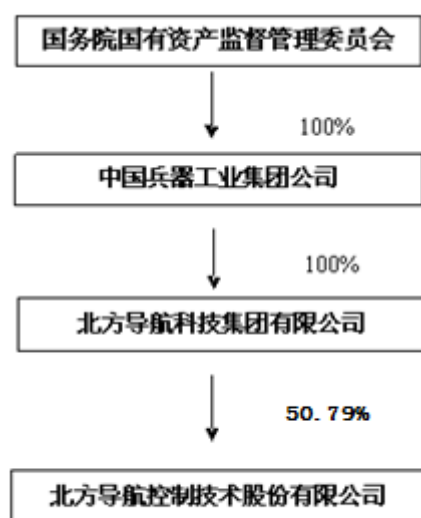 国务院国有资产监督管理委员会
100%
中国兵器工业集团公司
100%
北方导航科技集团有限公司
50.79%
北方导航控制技术股份有限公司